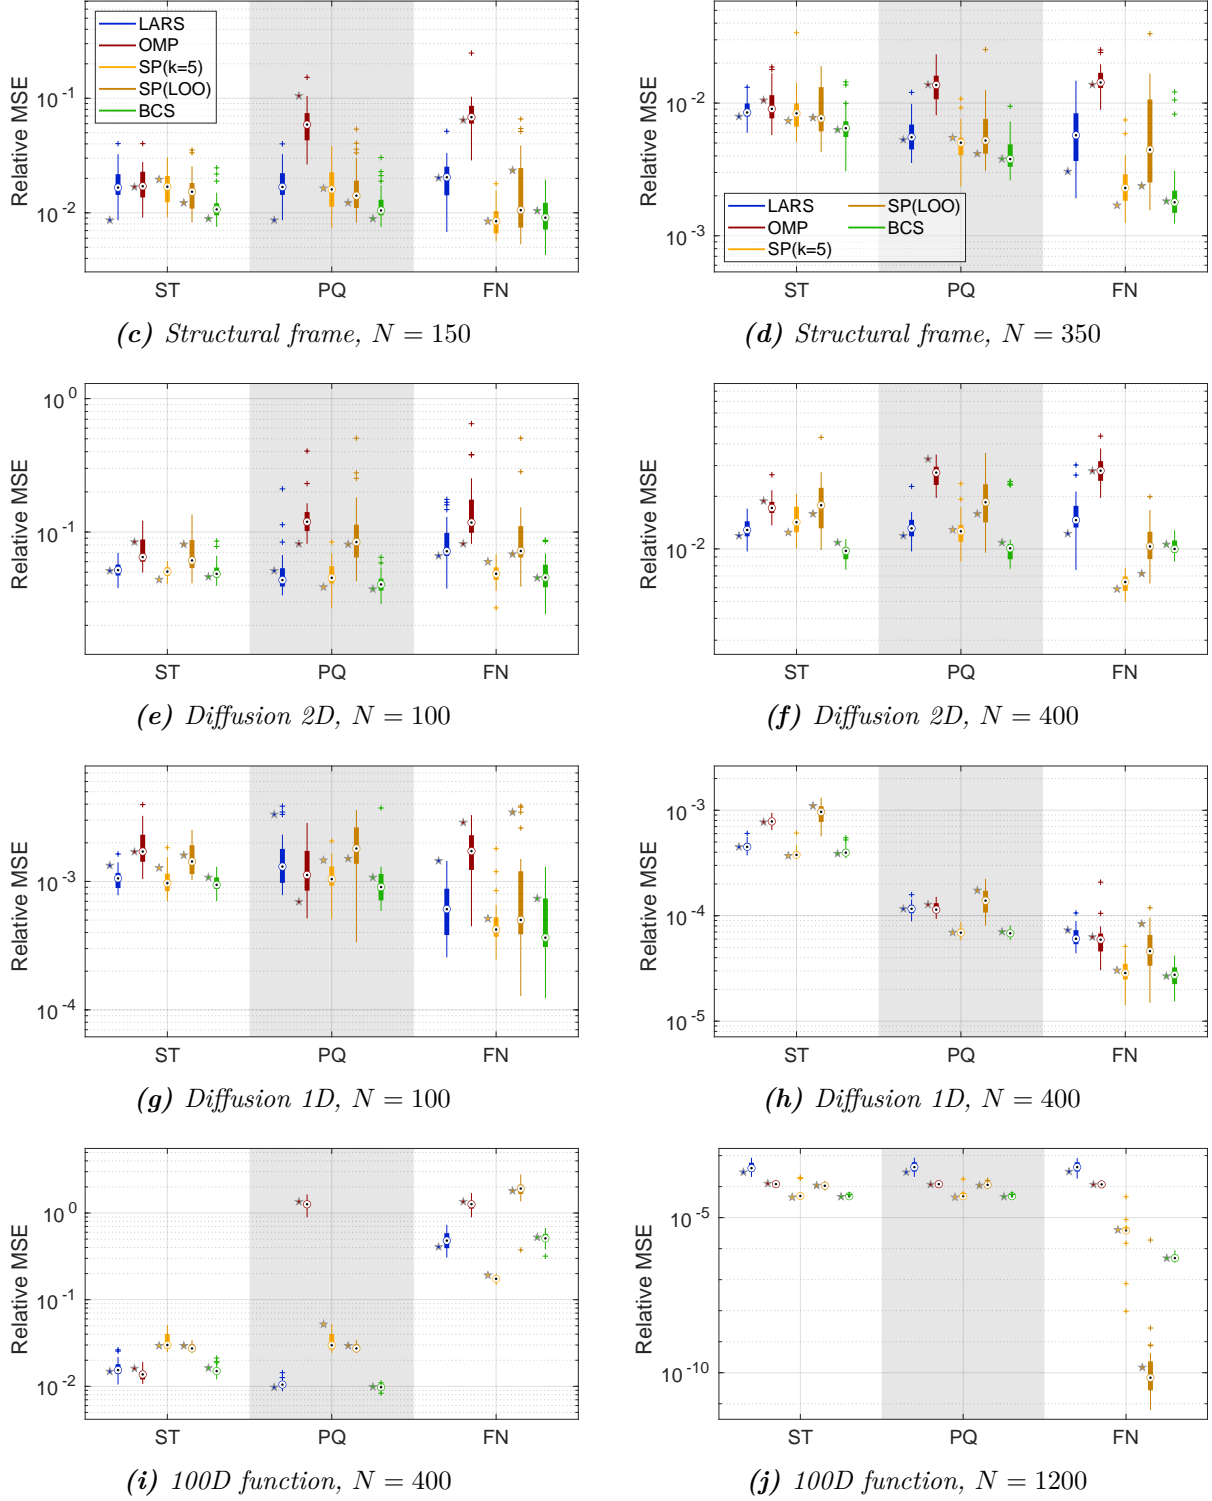 LARS
OMP
SP(k=5)
SP(LOO)
BCS
Relative MSE
10^-1
10^-2
ST PQ FN
(c) Structural frame, N = 150
LARS
OMP
SP(k=5)
SP(LOO)
BCS
Relative MSE
10^-2
10^-3
ST PQ FN
(d) Structural frame, N = 350
Relative MSE
10^0
10^-1
ST PQ FN
(e) Diffusion 2D, N = 100
Relative MSE
10^-2
ST PQ FN
(f) Diffusion 2D, N = 400
Relative MSE
10^-3
10^-4
ST PQ FN
(g) Diffusion 1D, N = 100
Relative MSE
10^-3
10^-4
10^-5
ST PQ FN
(h) Diffusion 1D, N = 400
Relative MSE
10^0
10^-1
10^-2
ST PQ FN
(i) 100D function, N = 400
Relative MSE
10^-5
10^-10
ST PQ FN
(j) 100D function, N = 1200